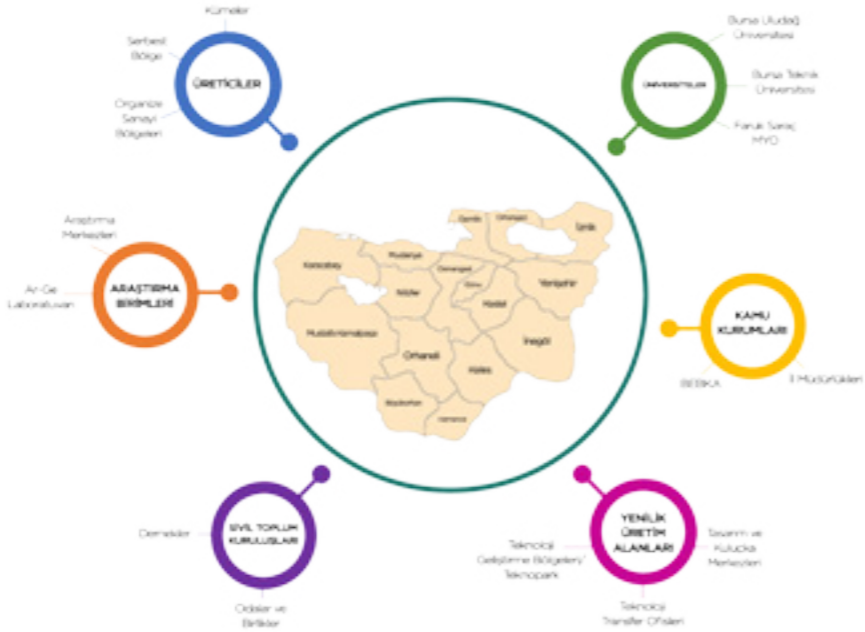 Kümeler
Serbest
Bölge
ÜRETİCİLER
Organize
Sanayi
Bölgeleri
Bursa Uludağ
Üniversitesi
ÜNİVERSİTELER
Bursa Teknik
Üniversitesi
Faruk Saraç
MYO
Araştırma
Merkezleri
Ar-Ge
Laboratuvarı
ARAŞTIRMA
BİRİMLERİ
Gemlik
Orhangazi
İznik
Karacabey
Mudanya
Osmangazi
Nilüfer
Kestel
Yenişehir
Mustafakemalpaşa
Orhaneli
Keles
İnegöl
Büyükorhan
Harmancık
KAMU
KURUMLARI
BEBKA
İl Müdürlükleri
SİVİL TOPLUM
KURULUŞLARI
Dernekler
Odalar ve
Birlikler
YENİLİK
ÜRETİM
ALANLARI
Teknoloji
Geliştirme Bölgeleri/
Teknopark
Tasarım ve
Kuluçka
Merkezleri
Teknoloji
Transfer Ofisleri